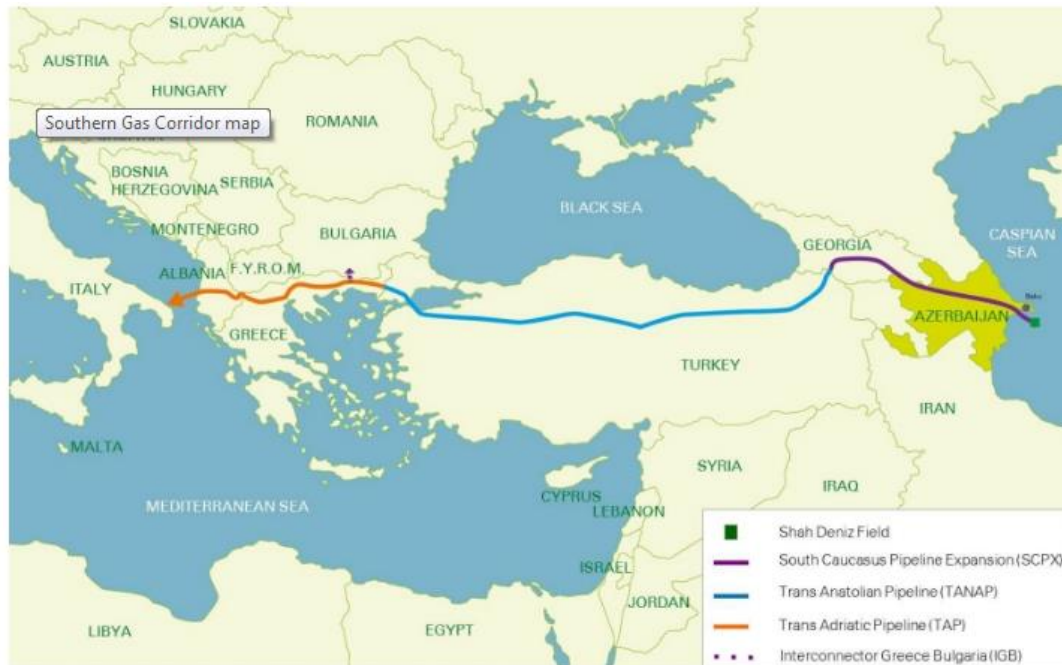 SLOVAKIA
AUSTRIA
HUNGARY
Southern Gas Corridor map
ROMANIA
BOSNIA
HERZEGOVINA
SERBIA
BLACK SEA
MONTENEGRO
BULGARIA
GEORGIA
CASPIAN
SEA
ALBANIA
F.Y.R.O.M.
ITALY
Baku
AZERBAIJAN
GREECE
TURKEY
IRAN
MALTA
SYRIA
CYPRUS
IRAQ
MEDITERRANEAN SEA
LEBANON
ISRAEL
JORDAN
LIBYA
EGYPT
Shah Deniz Field
South Caucasus Pipeline Expansion (SCPX)
Trans Anatolian Pipeline (TANAP)
Trans Adriatic Pipeline (TAP)
Interconnector Greece Bulgaria (IGB)